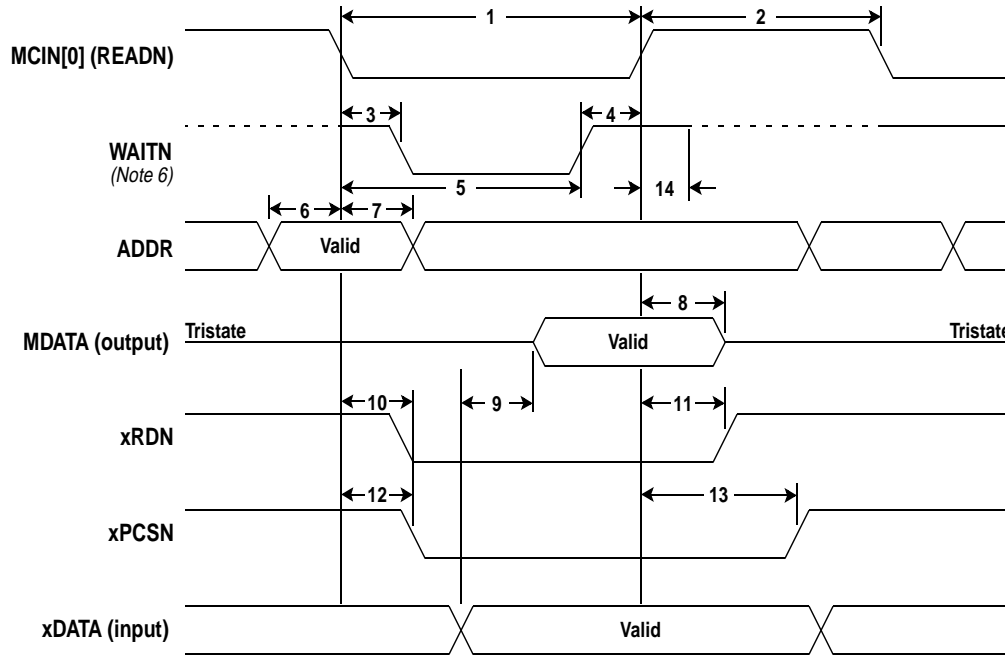 1
2
MCIN[0] (READN)
3
4
WAITN
(Note 6)
5
14
6
7
ADDR
Valid
8
MDATA (output)
Tristate
Valid
Tristate
10
9
11
xRDN
12
13
xPCSN
xDATA (input)
Valid